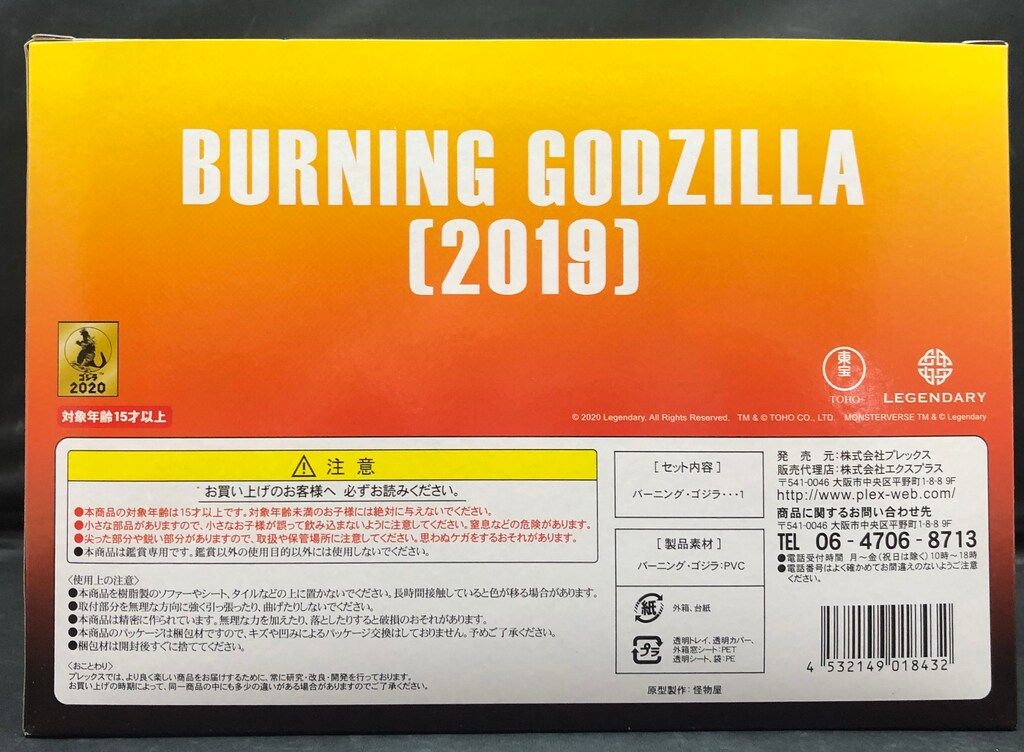 BURNING GODZILLA
(2019)
ゴジラ
2020
対象年齢15才以上
東宝
TOHO
LEGENDARY
© 2020 Legendary. All Rights Reserved. TM & © TOHO CO., LTD. MONSTERVERSE TM & © Legendary
注 意
お買い上げのお客様へ 必ずお読みください。
●本商品の対象年齢は15才以上です。対象年齢未満のお子様には絶対に与えないでください。
●小さな部品がありますので、小さなお子様が誤って飲み込まないように注意してください。窒息などの危険があります。
●尖った部分や鋭い部分がありますので、取扱や保管場所に注意してください。思わぬケガをするおそれがあります。
●本商品は鑑賞専用です。鑑賞以外の使用目的以外には使用しないでください。
〈使用上の注意〉
●本商品を樹脂製のソファーやシート、タイルなどの上に置かないでください。長時間接触していると色が移る場合があります。
●取付部分を無理な方向に強く引っ張ったり、曲げたりしないでください。
●本商品は精密に作られています。無理な力を加えたり、落としたりすると破損のおそれがあります。
●本商品のパッケージは梱包材ですので、キズや凹みによるパッケージ交換はしておりません。予めご了承ください。
●梱包材は開封後すぐに捨ててください。
〈おことわり〉
プレックスでは、より良く楽しい商品をお届けするために、常に研究・改良・開発を行っております。
お買い上げの時期によって、同一商品の中にも多少の違いがある場合がありますのでご了承ください。
[セット内容]
バーニング・ゴジラ・・・1
[製品素材]
バーニング・ゴジラ:PVC
紙
外箱、台紙
プラ
透明トレイ、透明カバー、
外箱窓シート:PET
透明シート、袋:PE
原型製作:怪物屋
発 売 元:株式会社プレックス
販売代理店:株式会社エクスプラス
〒541-0046 大阪市中央区平野町1-8-8 9F
http://www.plex-web.com/
商品に関するお問い合わせ先
〒541-0046 大阪市中央区平野町1-8-8 9F
TEL 06-4706-8713
●電話受付時間 月〜金(祝日は除く)10時〜18時
●電話番号はよく確かめてお間違えのないようご注意
ください。
4 532149 018432